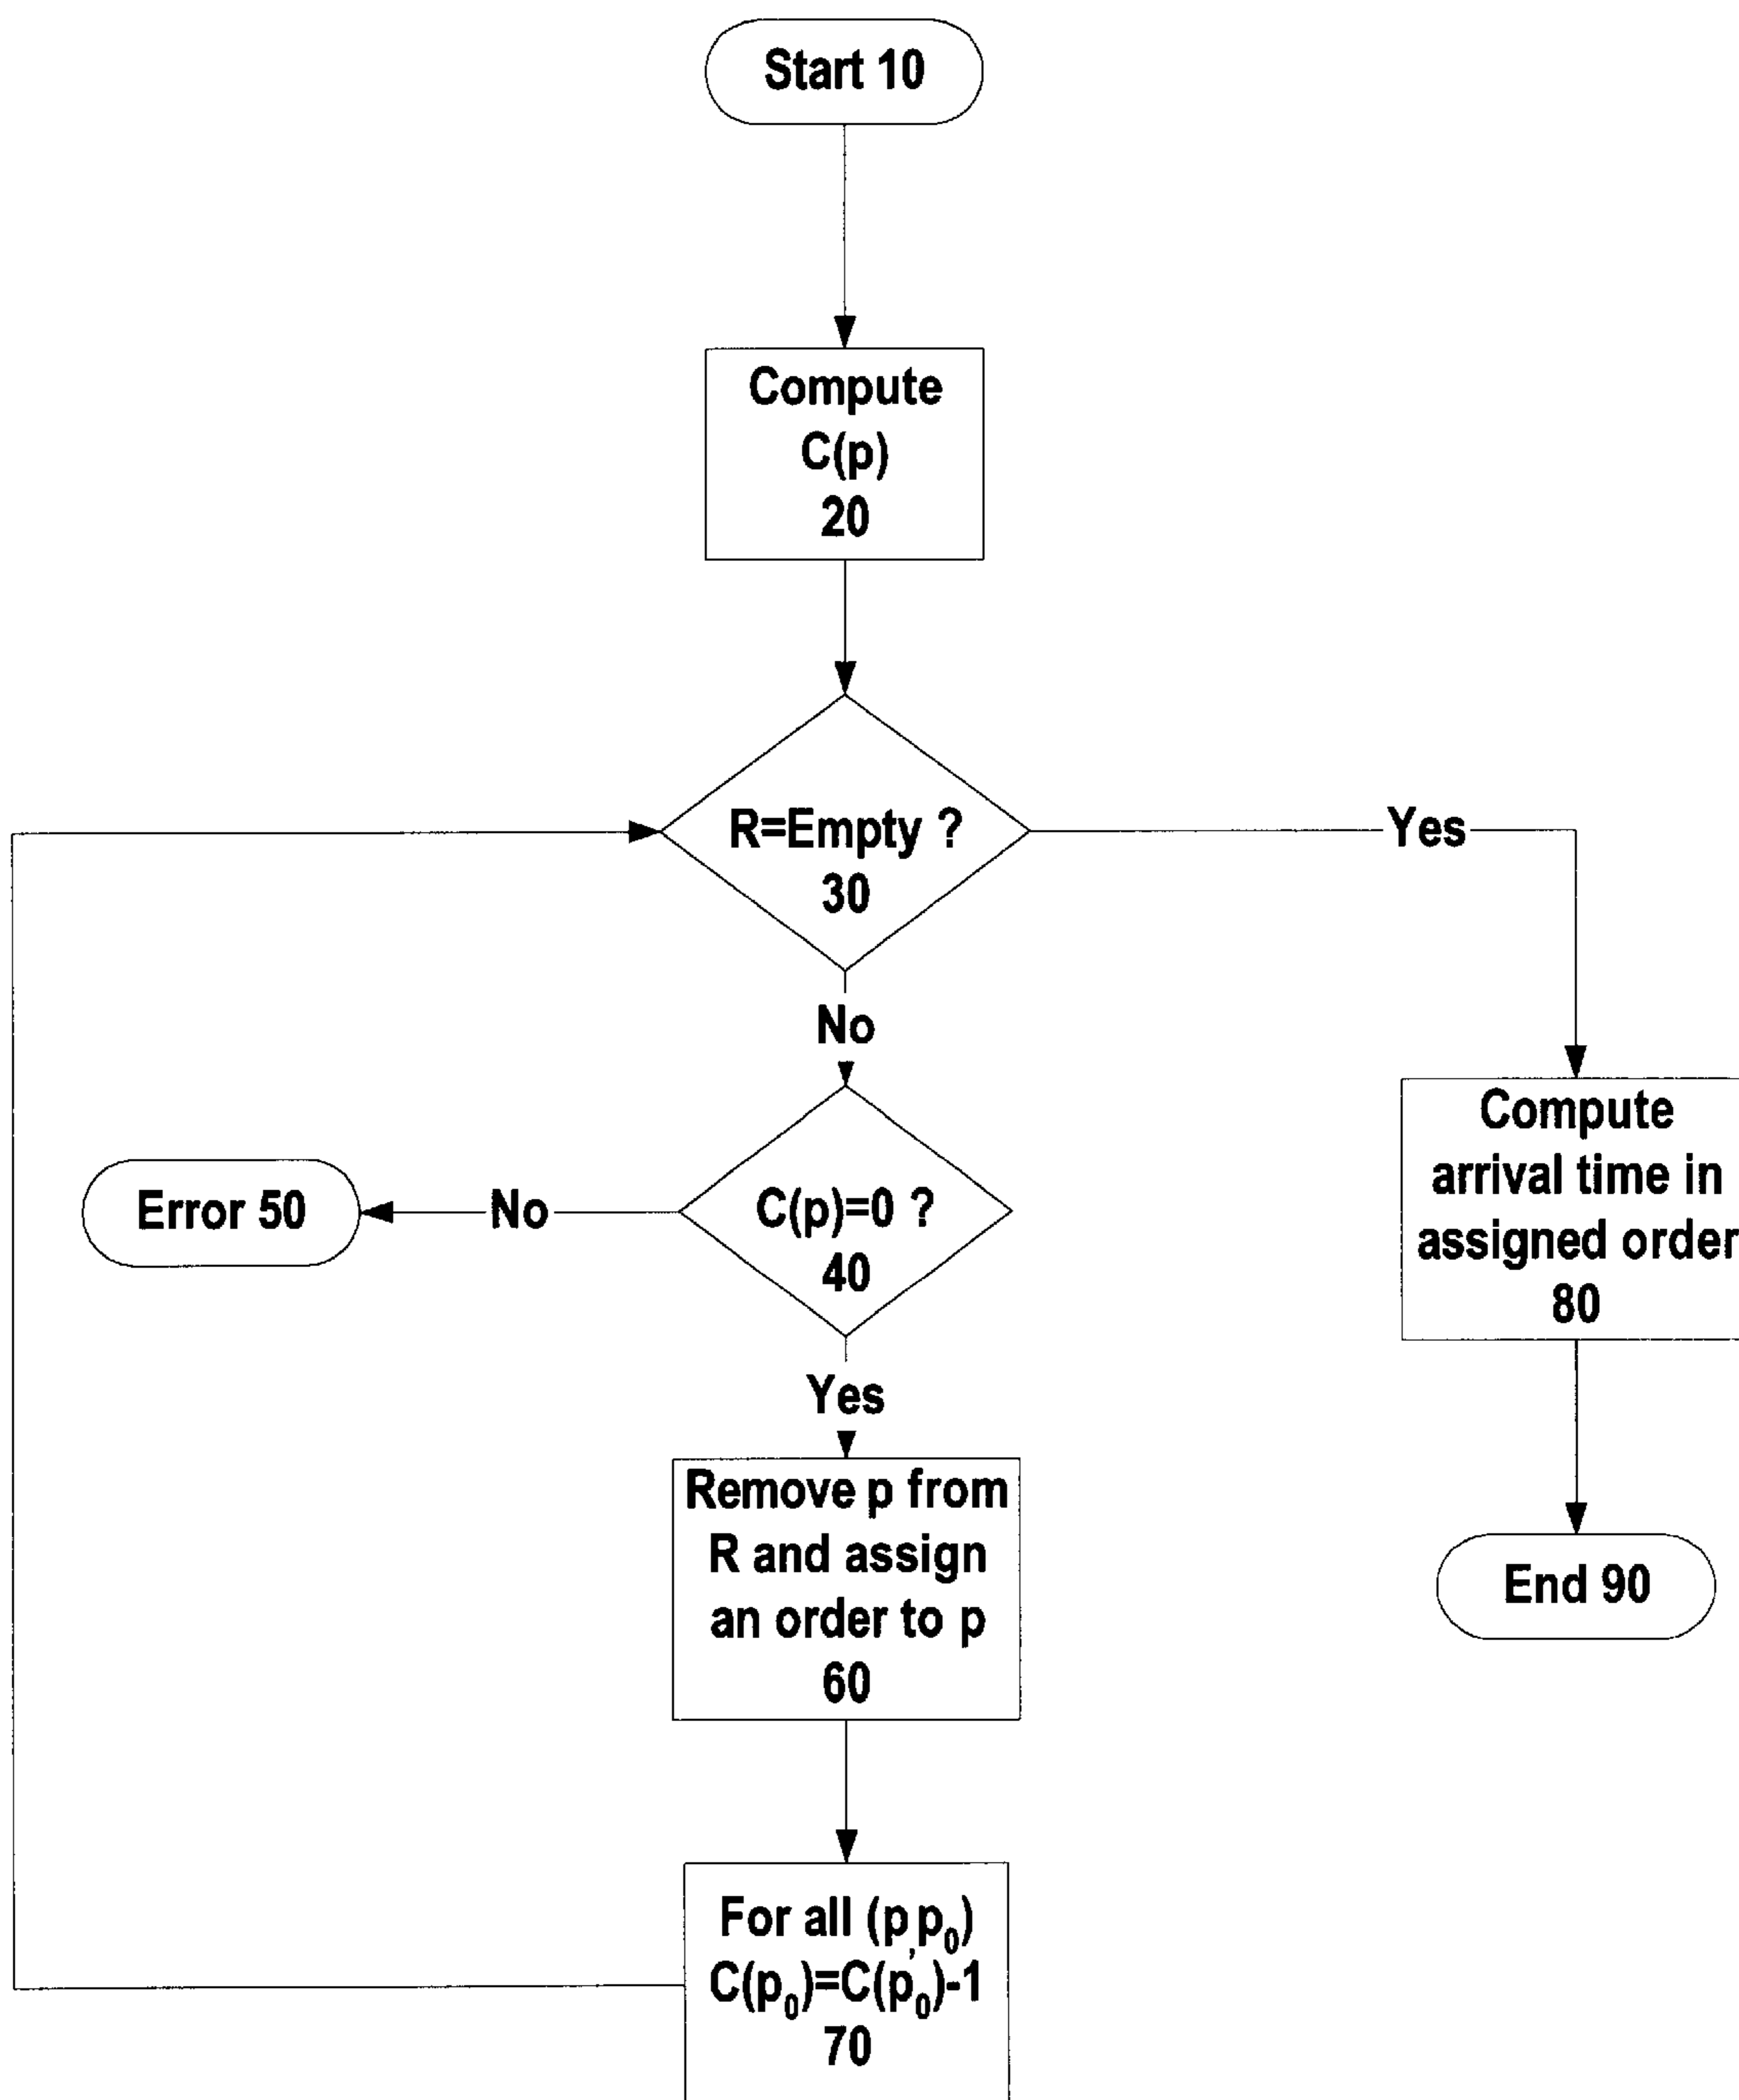 Start 10
Compute
C(p)
20
R=Empty ?
30
Yes
No
C(p)=0 ?
40
No
Error 50
Yes
Remove p from
R and assign
an order to p
60
For all (p,p₀)
C(p₀)=C(p₀)-1
70
Compute
arrival time in
assigned order
80
End 90